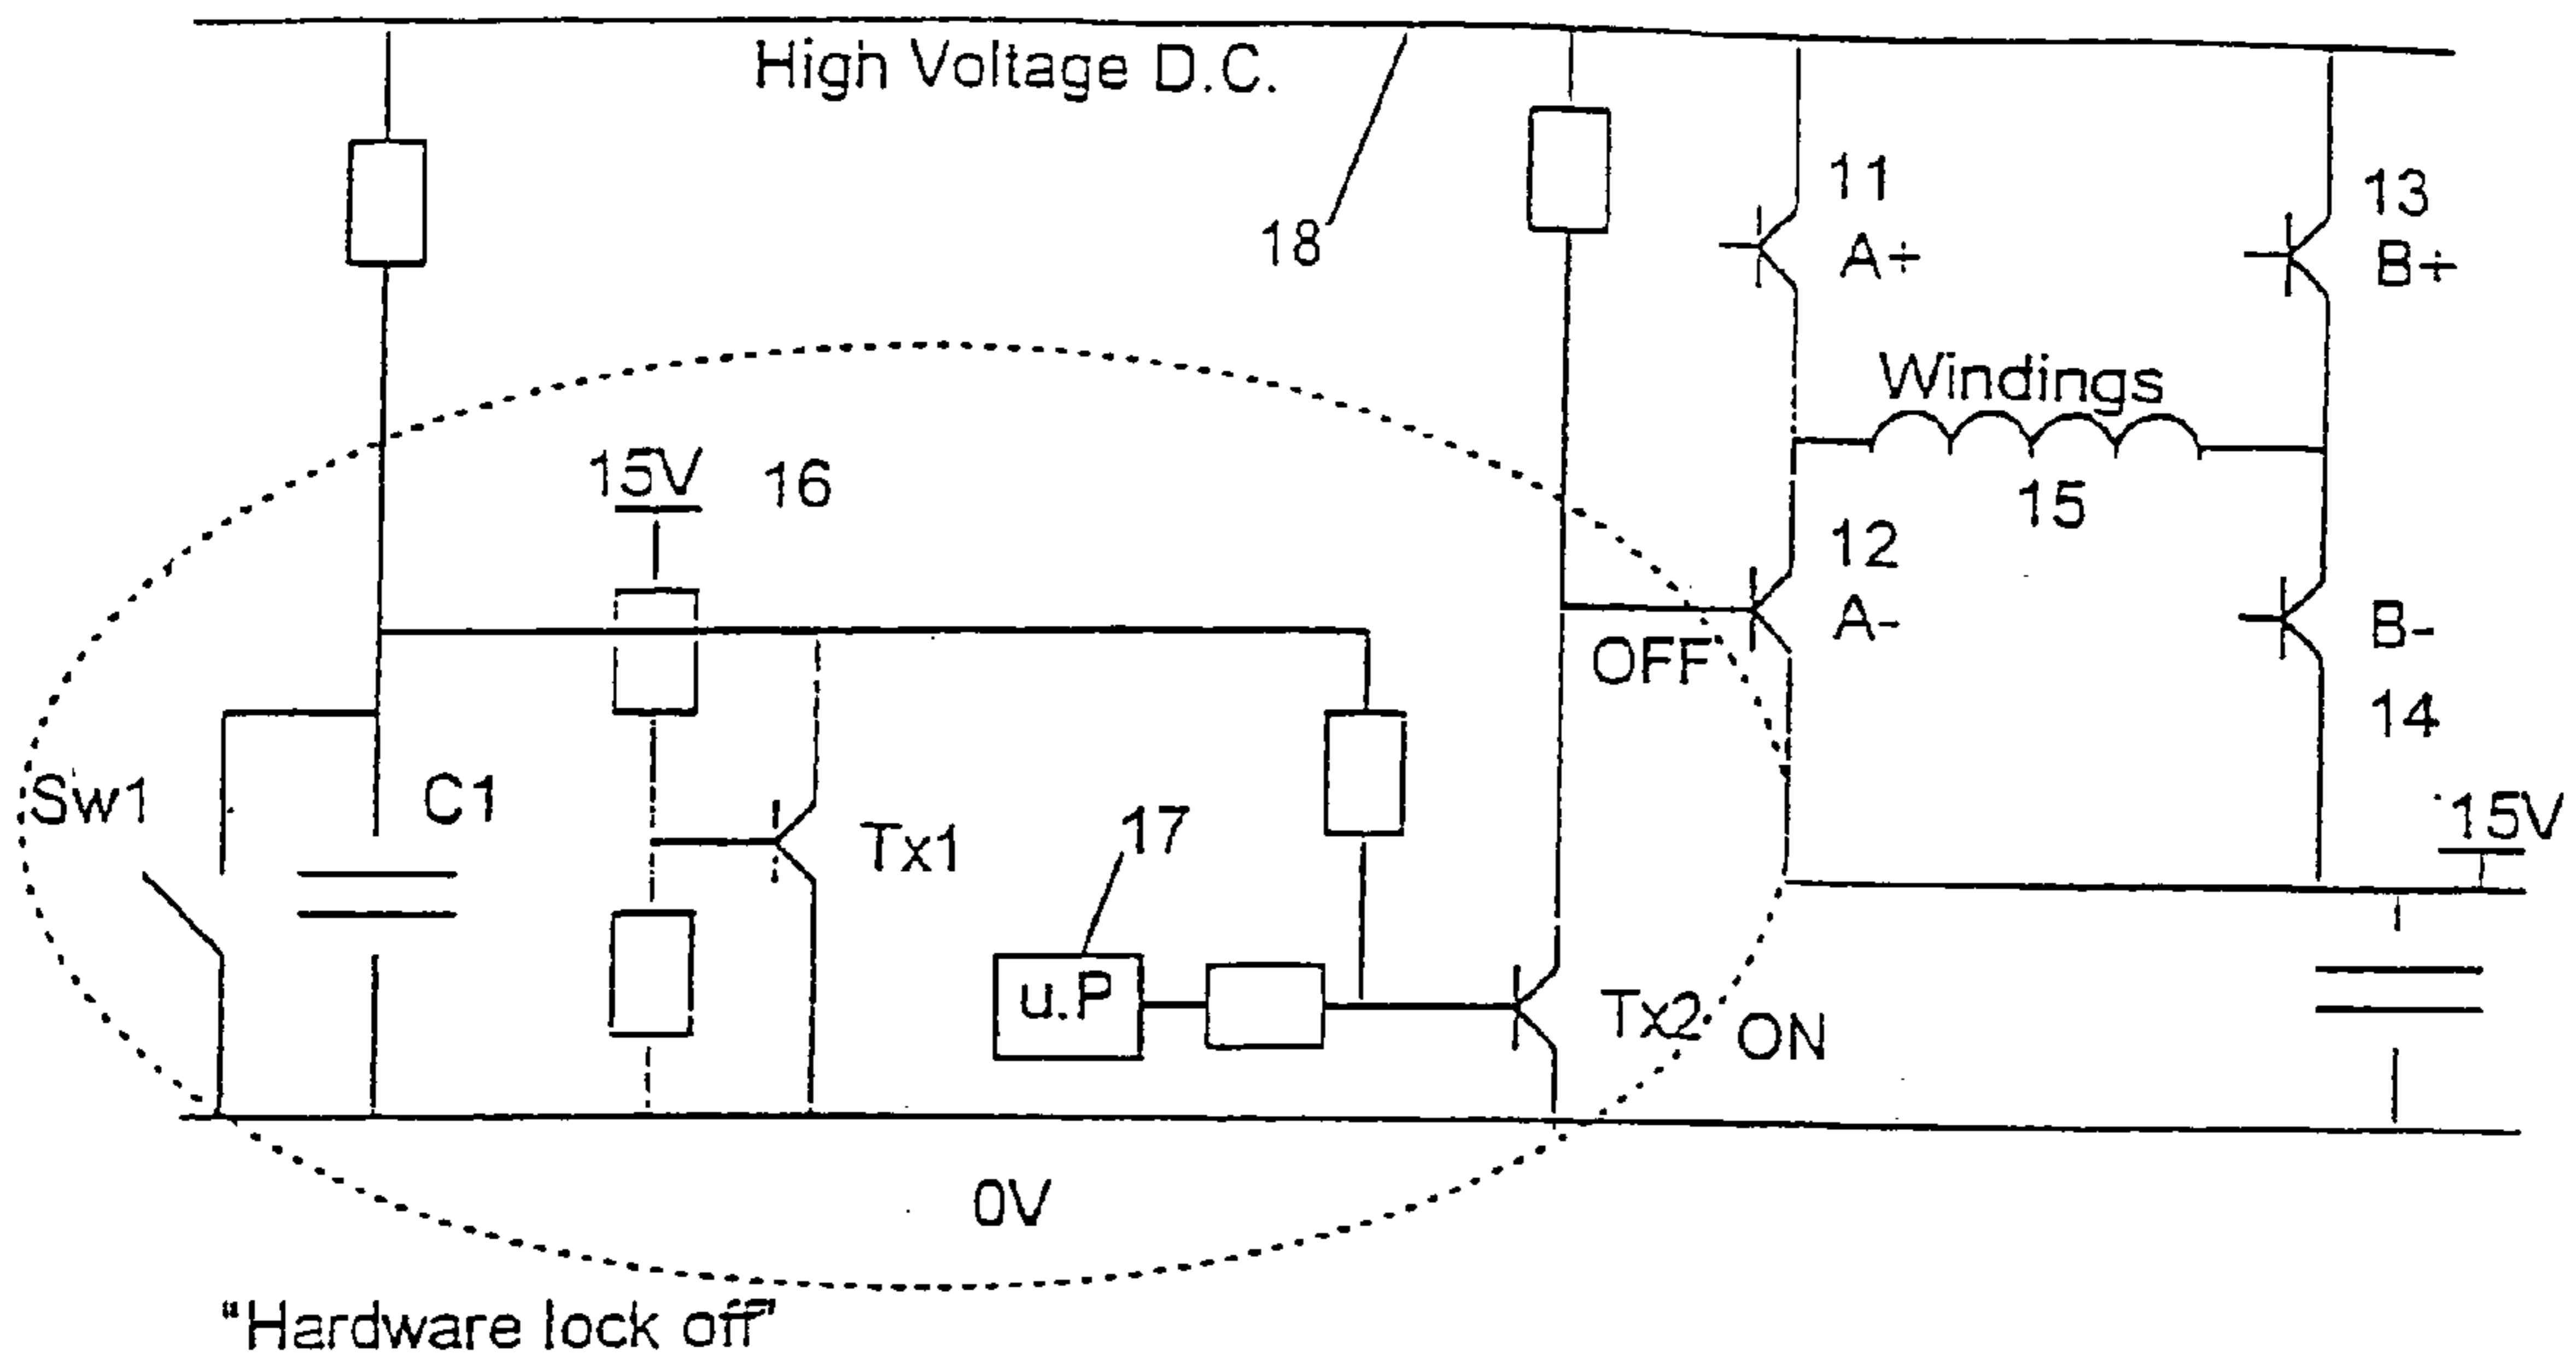 High Voltage D.C.
18
11
A+
13
B+
Windings
15
15V
16
12
A-
OFF
B-
14
Sw1
C1
Tx1
17
15V
u.P
Tx2
ON
0V
"Hardware lock off"